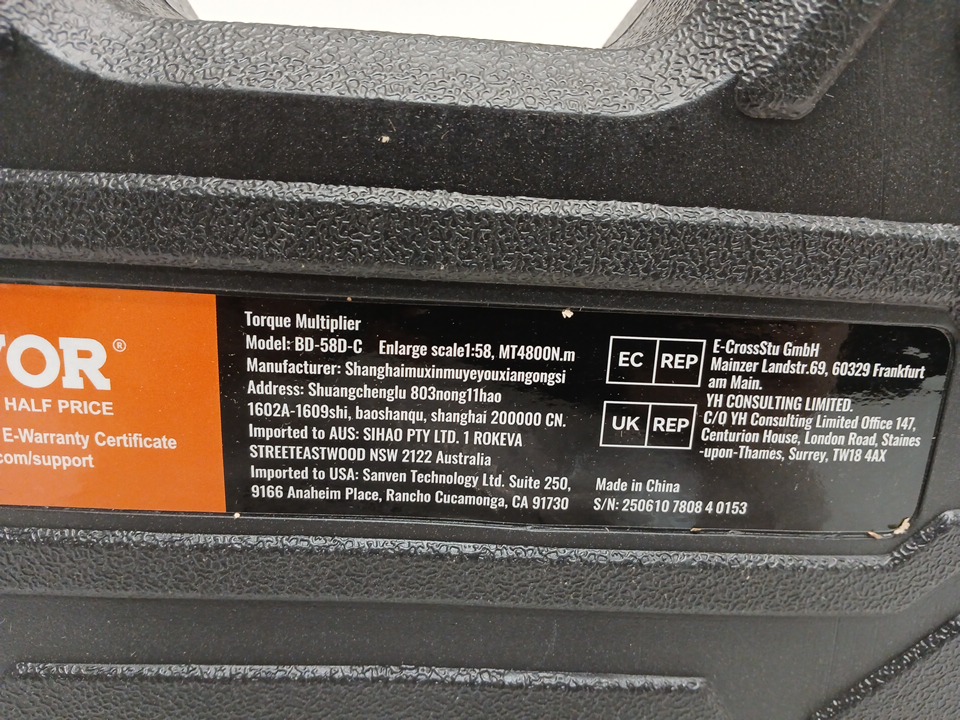 VOR®
HALF PRICE
E-Warranty Certificate
com/support
Torque Multiplier
Model: BD-58D-C Enlarge scale1:58, MT4800N.m
Manufacturer: Shanghaimuxinmuyeyouxiangongsi
Address: Shuangchenglu 803nong11hao
1602A-1609shi, baoshanqu, shanghai 200000 CN.
Imported to AUS: SIHAO PTY LTD. 1 ROKEVA
STREETEASTWOOD NSW 2122 Australia
Imported to USA: Sanven Technology Ltd. Suite 250,
9166 Anaheim Place, Rancho Cucamonga, CA 91730
EC REP
E-CrossStu GmbH
Mainzer Landstr.69, 60329 Frankfurt
am Main.
UK REP
YH CONSULTING LIMITED.
C/O YH Consulting Limited Office 147,
Centurion House, London Road, Staines
-upon-Thames, Surrey, TW18 4AX
Made in China
S/N: 250610 7808 4 0153